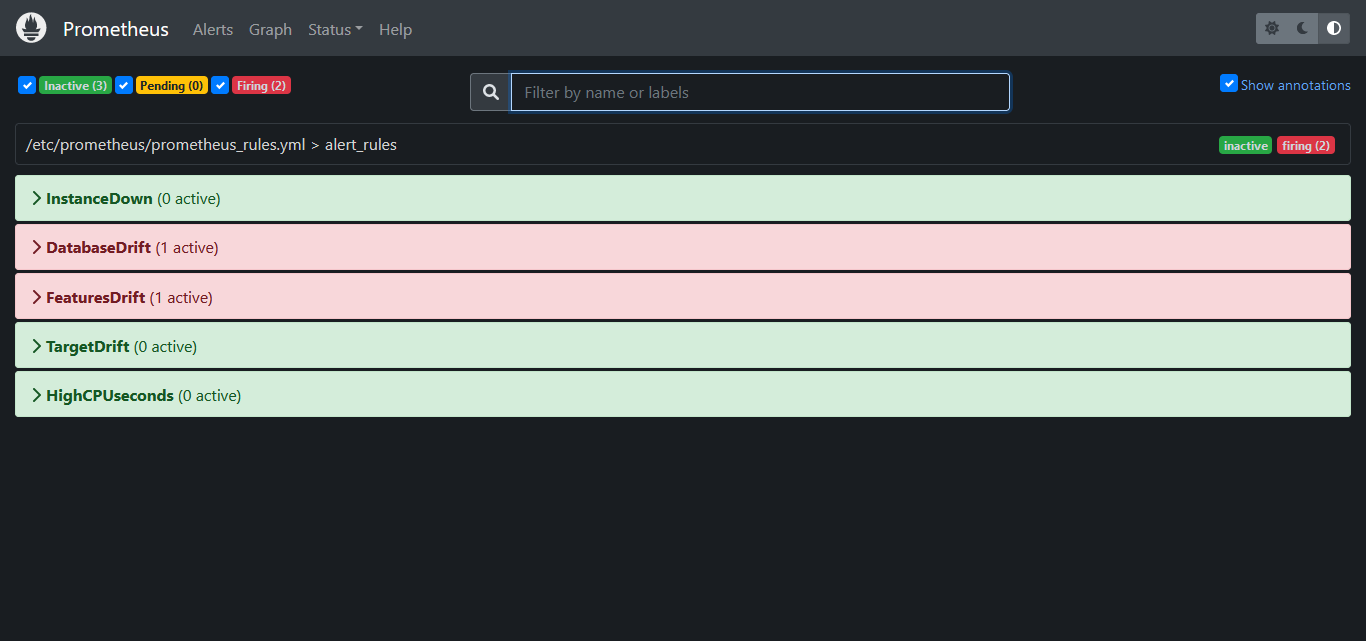 Prometheus Alerts Graph Status Help
Inactive (3) Pending (0) Firing (2) Filter by name or labels Show annotations
/etc/prometheus/prometheus_rules.yml > alert_rules inactive firing (2)
InstanceDown (0 active)
DatabaseDrift (1 active)
FeaturesDrift (1 active)
TargetDrift (0 active)
HighCPUseconds (0 active)